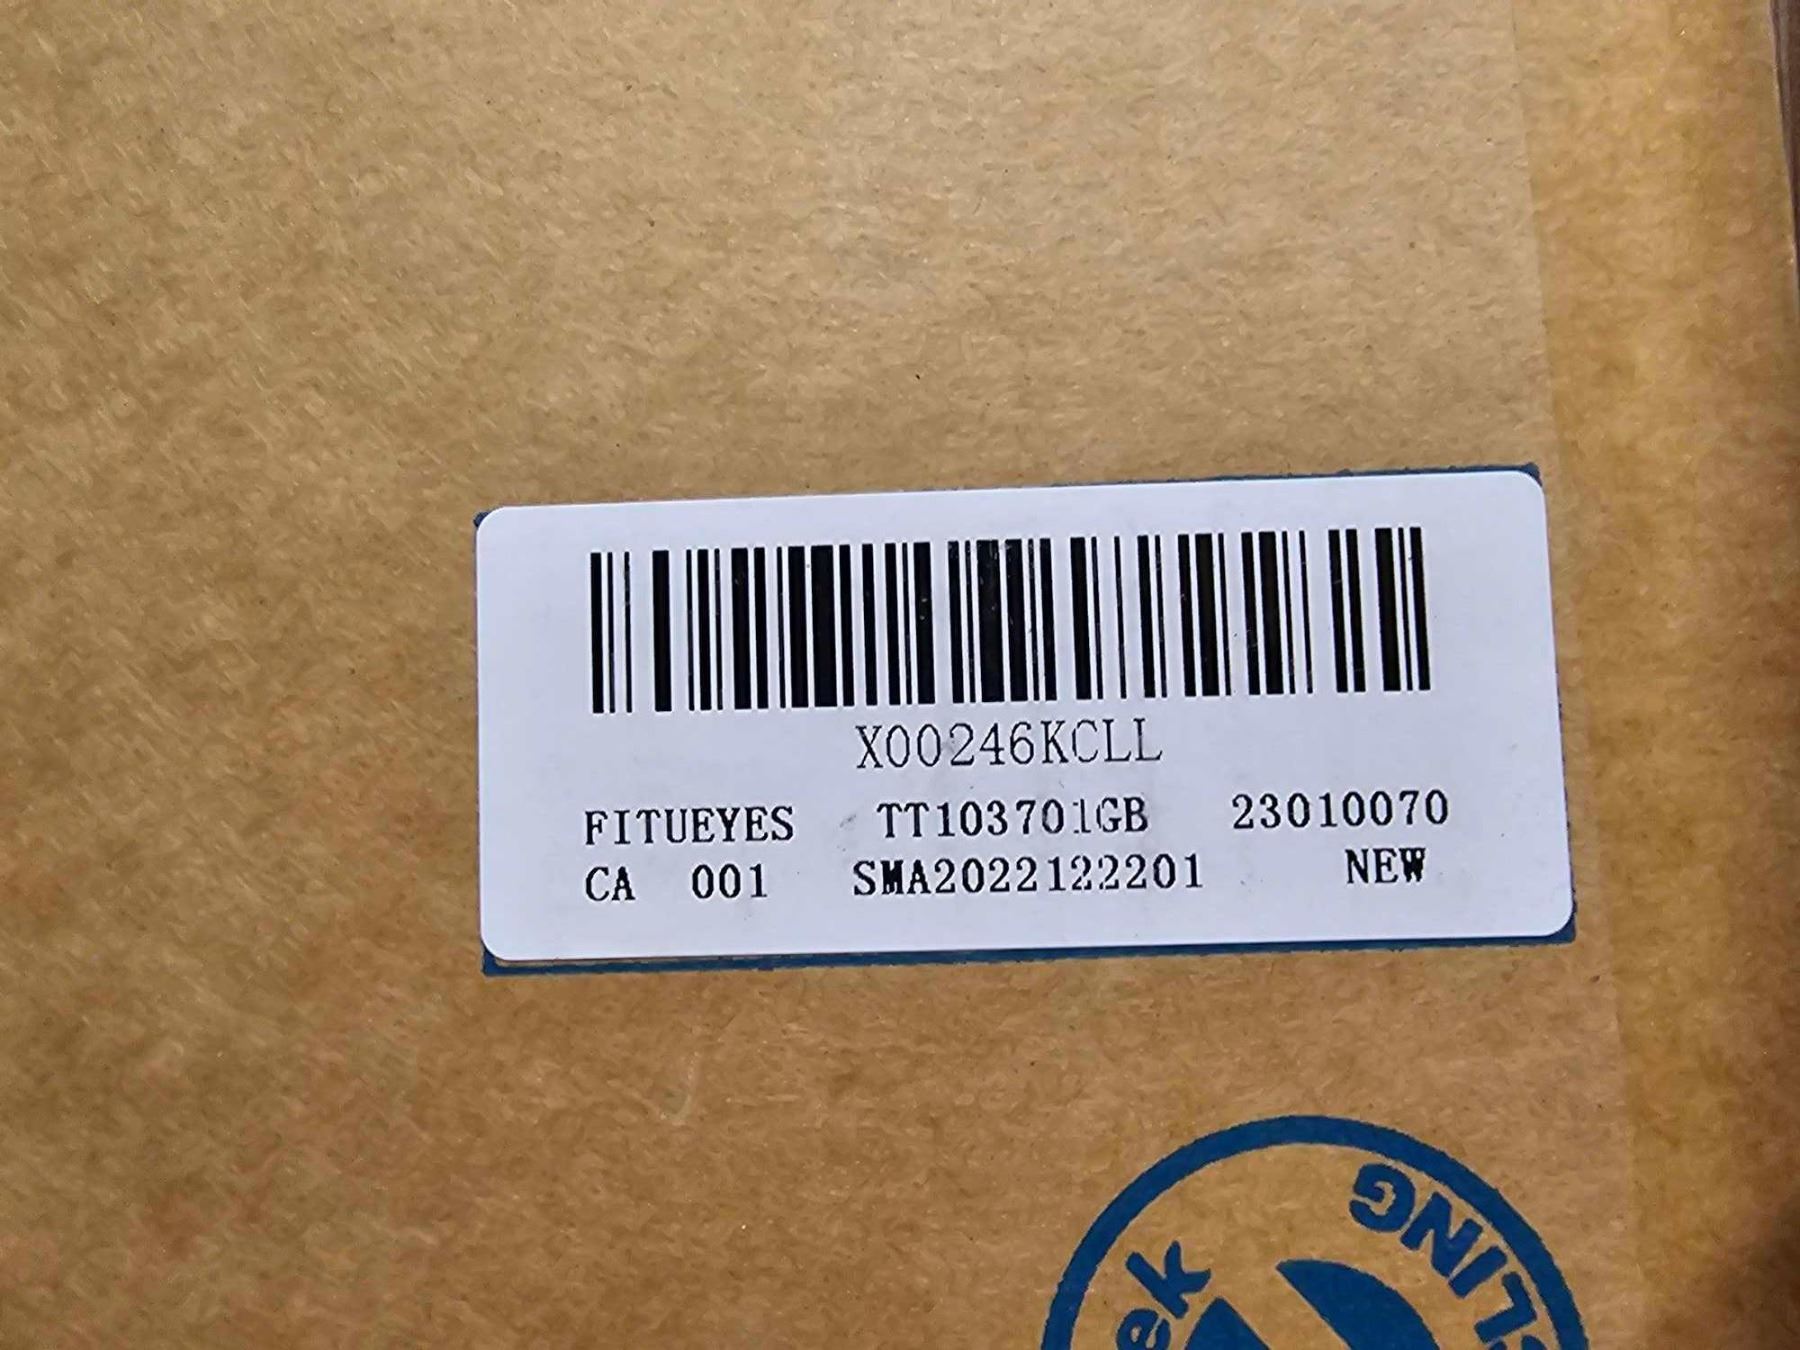 X00246KCLL
FITUEYES TT103701GB 23010070
CA 001 SMA2022122201 NEW